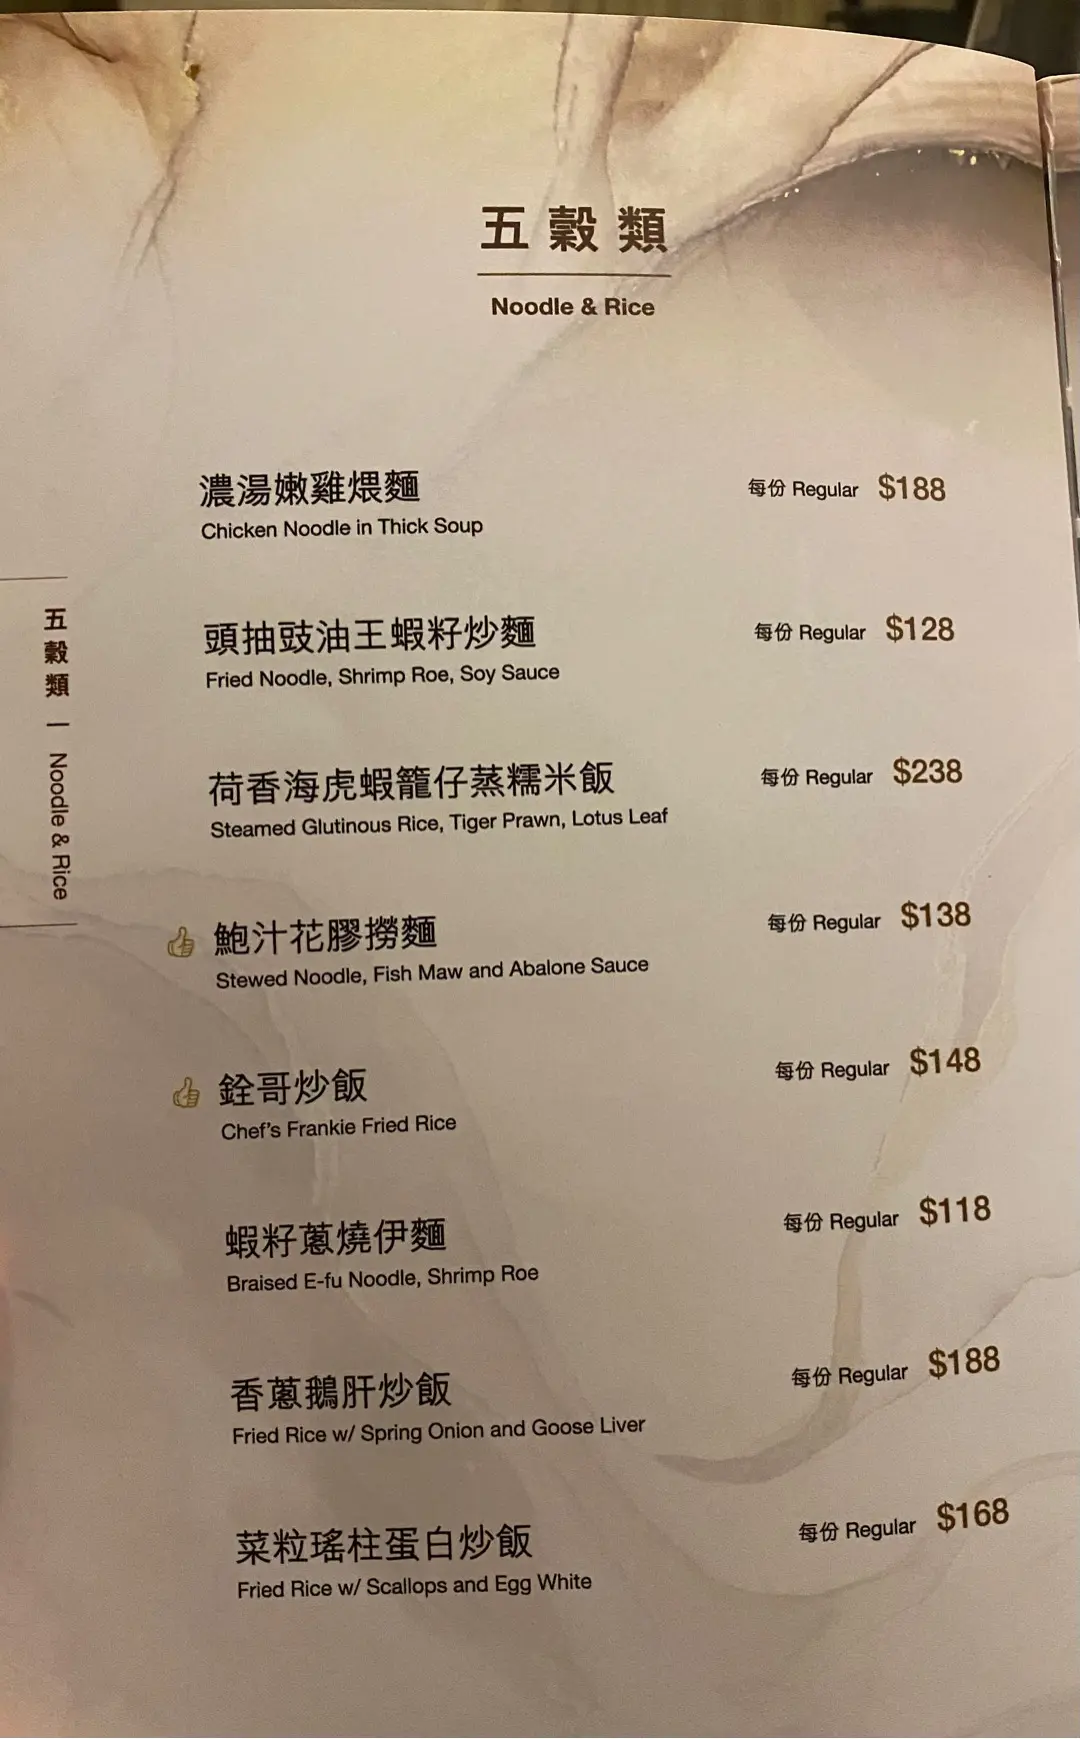 五穀類
Noodle & Rice
濃湯嫩雞煨麵 每份 Regular $188
Chicken Noodle in Thick Soup
頭抽豉油王蝦籽炒麵 每份 Regular $128
Fried Noodle, Shrimp Roe, Soy Sauce
荷香海虎蝦籠仔蒸糯米飯 每份 Regular $238
Steamed Glutinous Rice, Tiger Prawn, Lotus Leaf
鮑汁花膠撈麵 每份 Regular $138
Stewed Noodle, Fish Maw and Abalone Sauce
銓哥炒飯 每份 Regular $148
Chef's Frankie Fried Rice
蝦籽蔥燒伊麵 每份 Regular $118
Braised E-fu Noodle, Shrimp Roe
香蔥鵝肝炒飯 每份 Regular $188
Fried Rice w/ Spring Onion and Goose Liver
菜粒瑤柱蛋白炒飯 每份 Regular $168
Fried Rice w/ Scallops and Egg White
五穀類 | Noodle & Rice